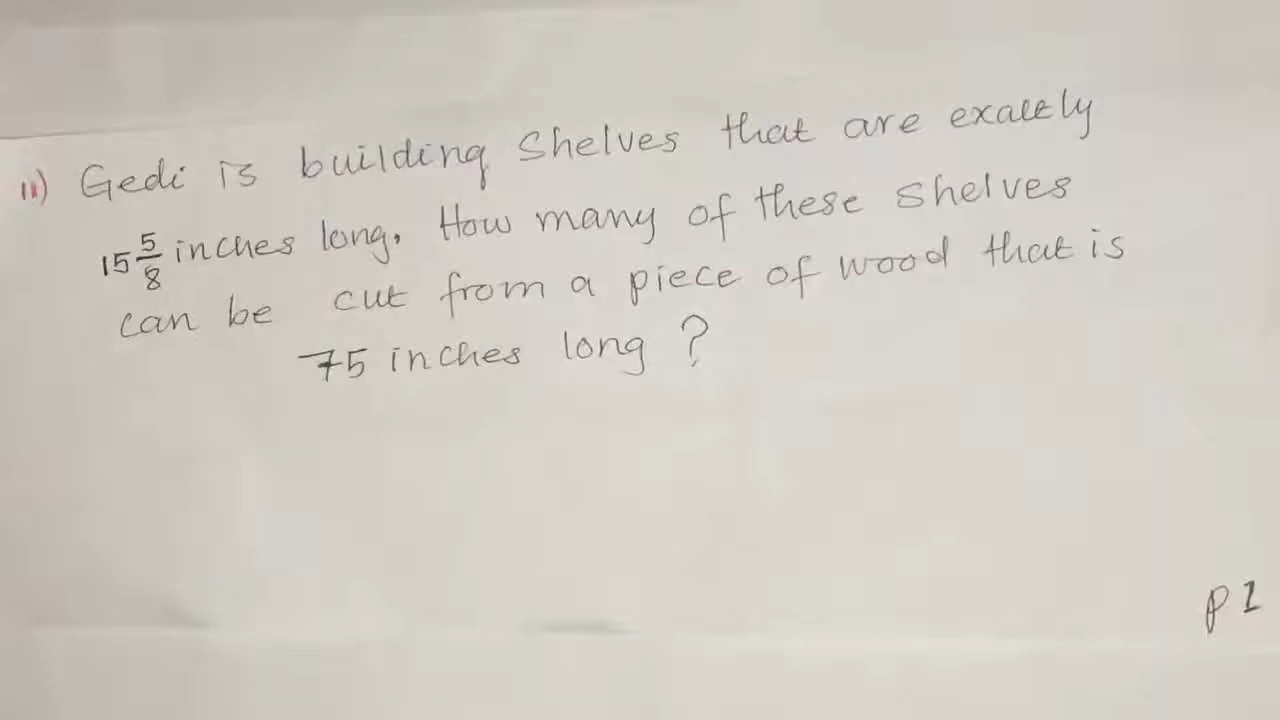 11) Gedi is building Shelves that are exactly
15 5/8 inches long. How many of these shelves
can be cut from a piece of wood that is
75 inches long ?
P 1